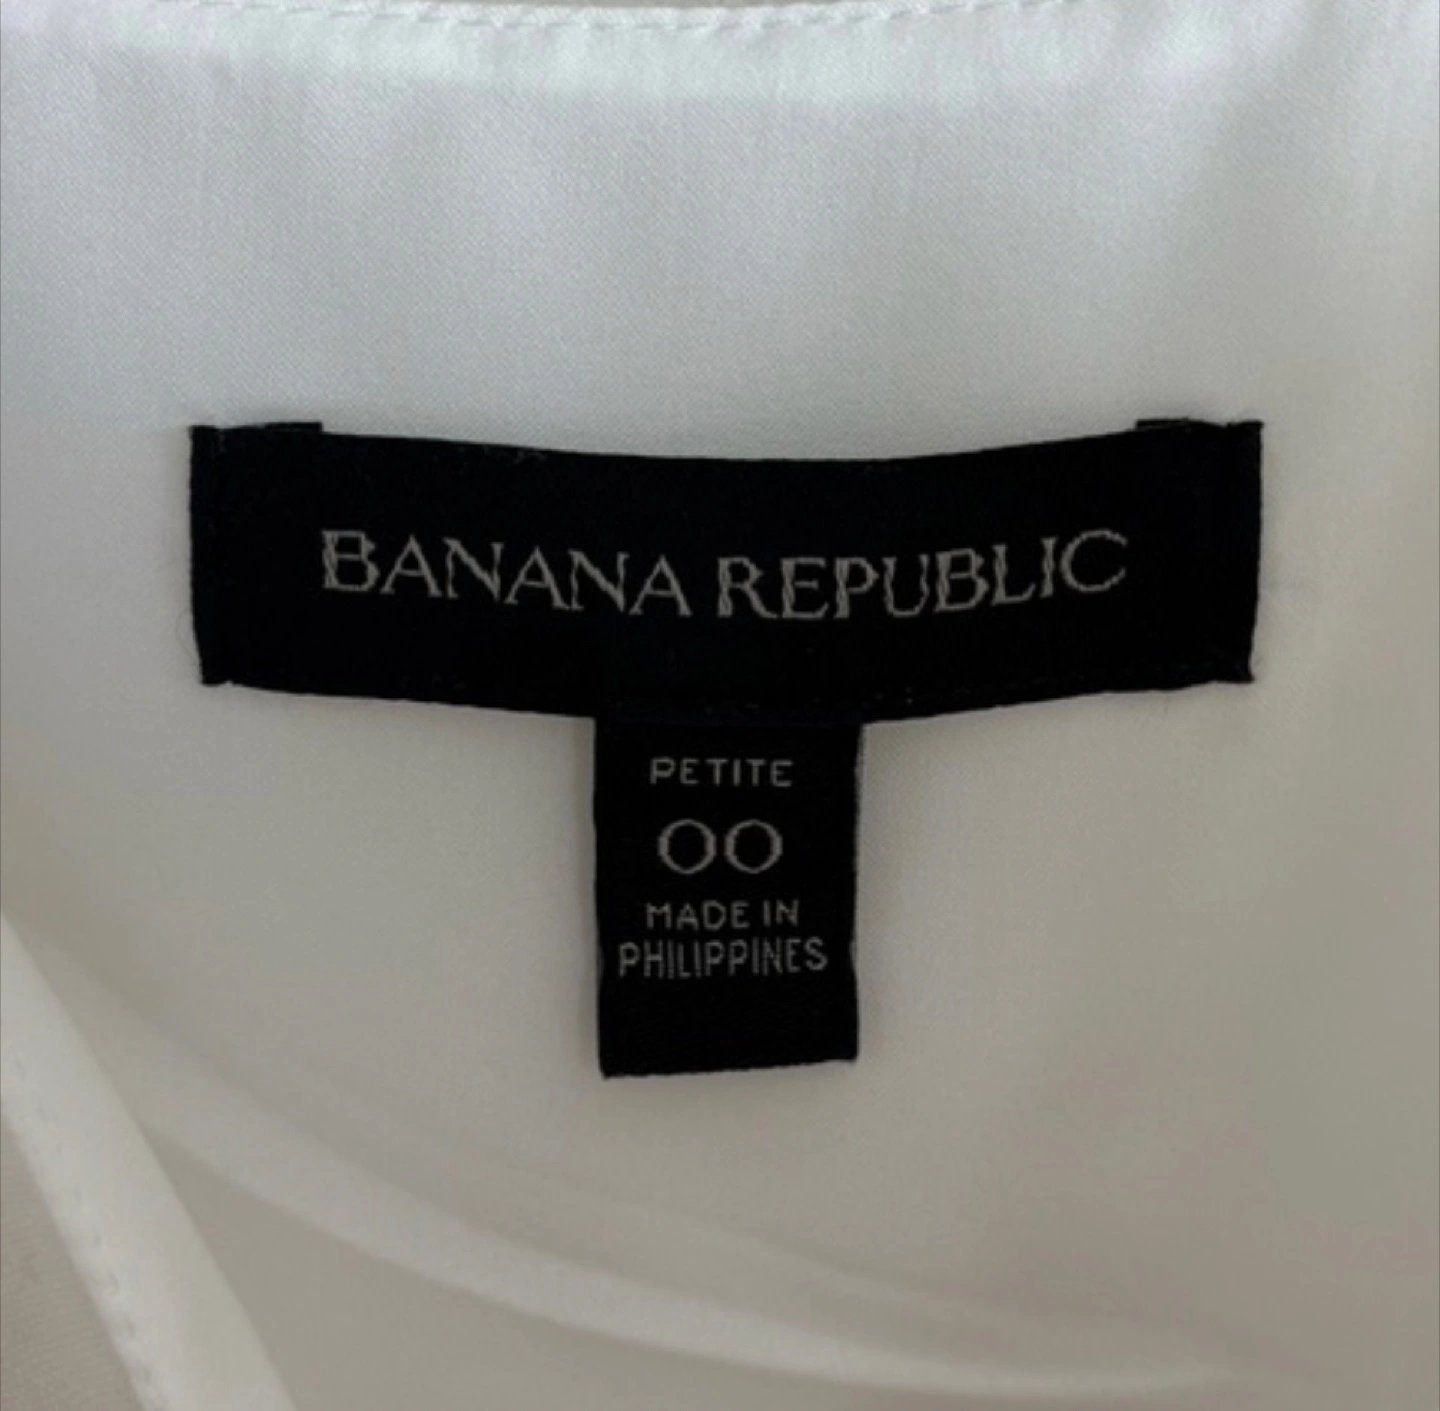 BANANA REPUBLIC
PETITE
00
MADE IN
PHILIPPINES